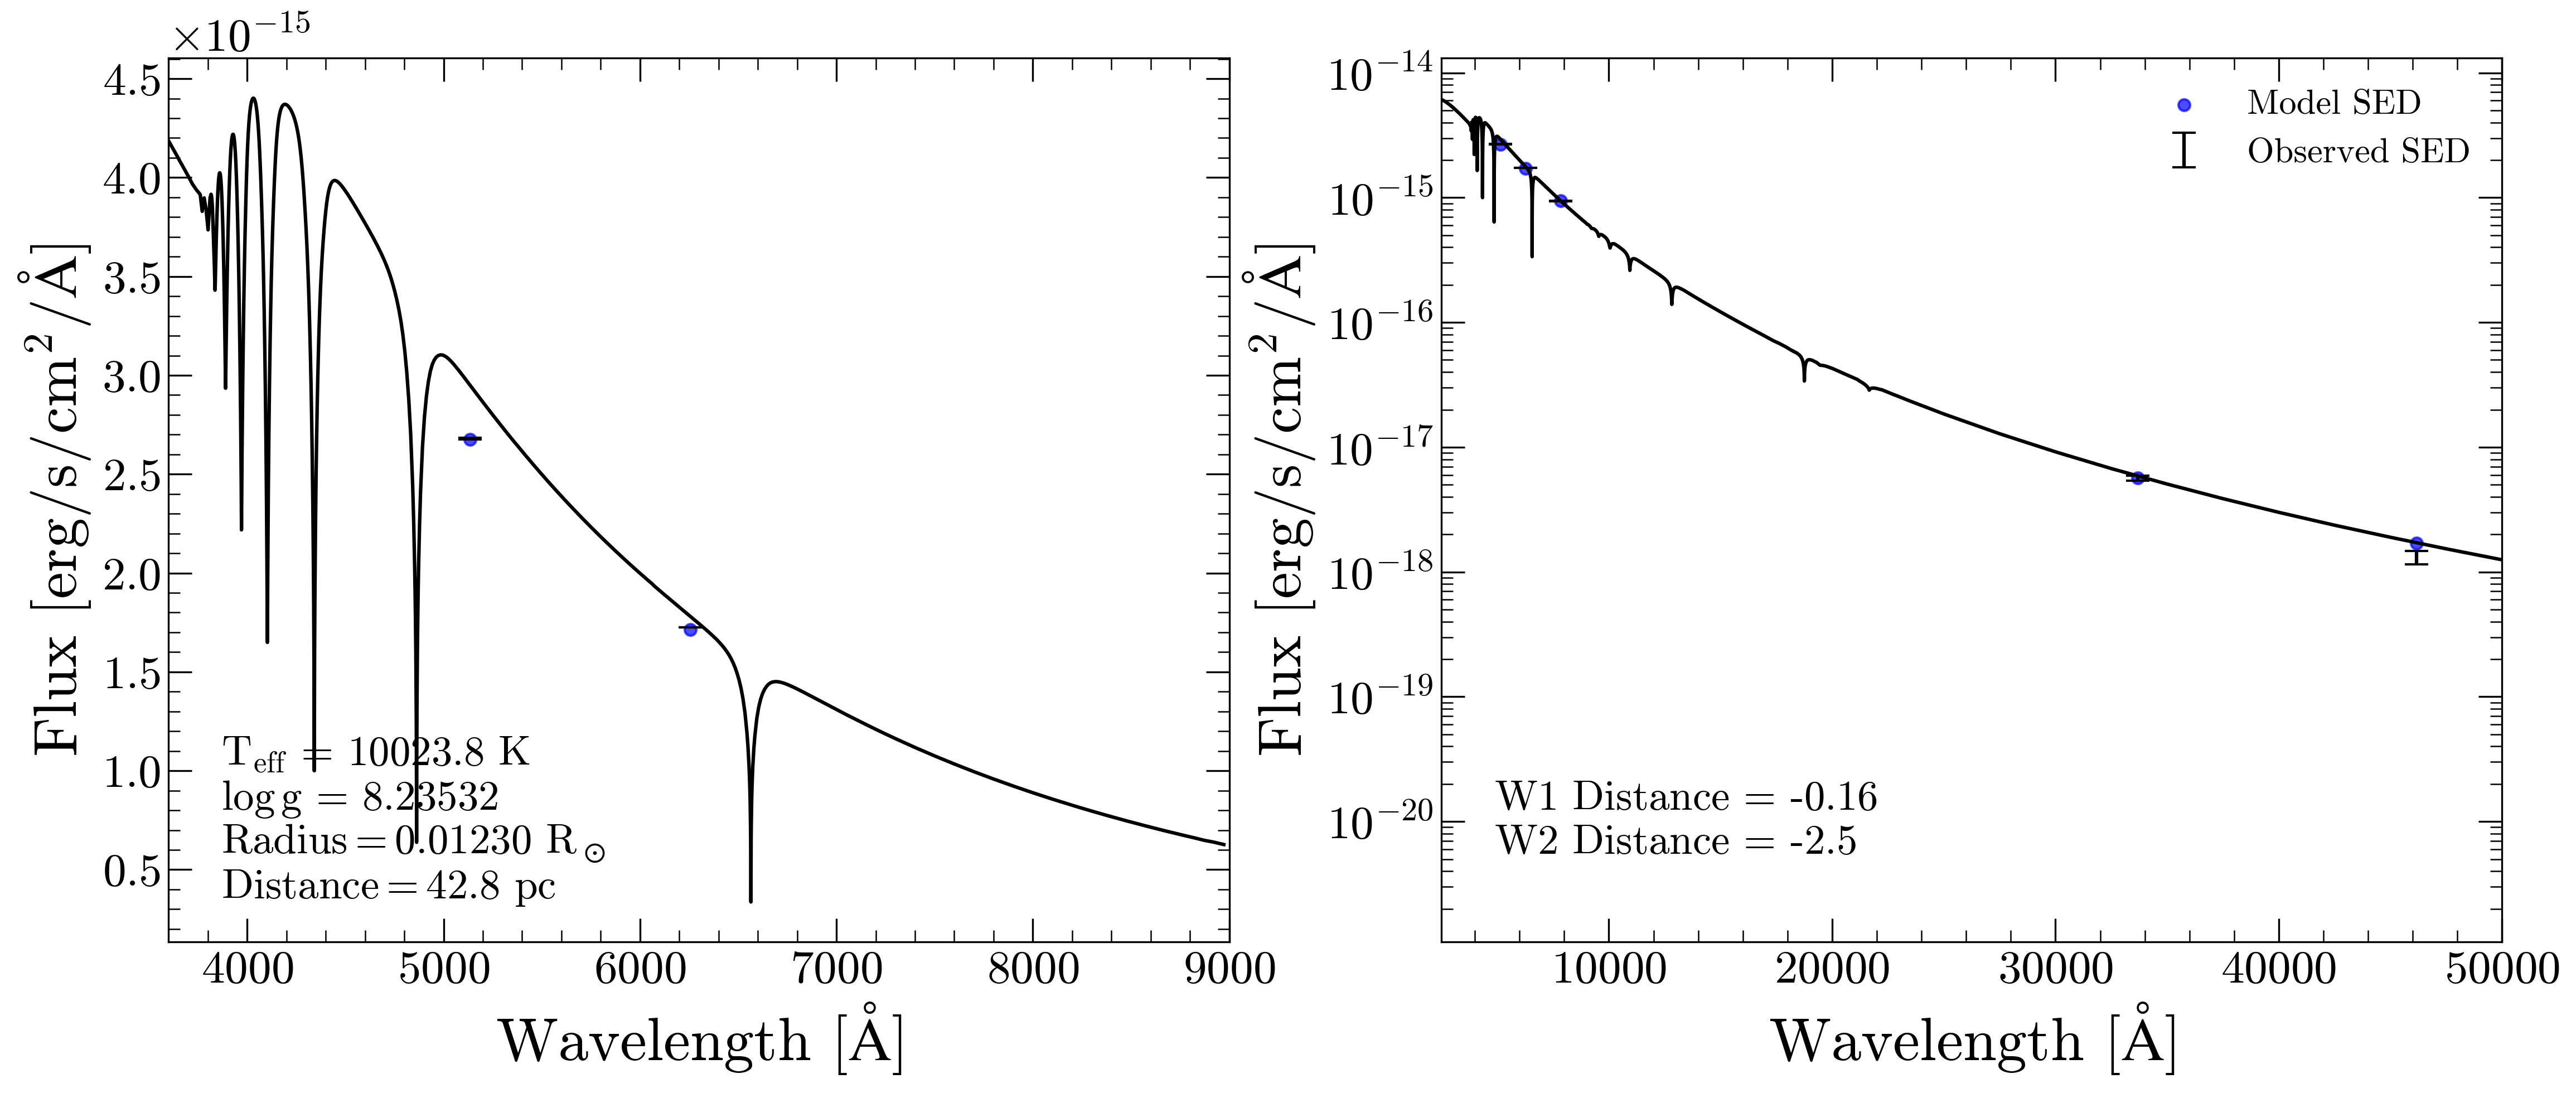 ×10⁻¹⁵
4.5
4.0
3.5
3.0
2.5
2.0
1.5
1.0
0.5
Flux [erg/s/cm²/Å]
T_eff = 10023.8 K
log g = 8.23532
Radius = 0.01230 R_⊙
Distance = 42.8 pc
4000 5000 6000 7000 8000 9000
Wavelength [Å]
10⁻¹⁴
10⁻¹⁵
10⁻¹⁶
10⁻¹⁷
10⁻¹⁸
10⁻¹⁹
10⁻²⁰
Flux [erg/s/cm²/Å]
Model SED
Observed SED
W1 Distance = -0.16
W2 Distance = -2.5
10000 20000 30000 40000 50000
Wavelength [Å]